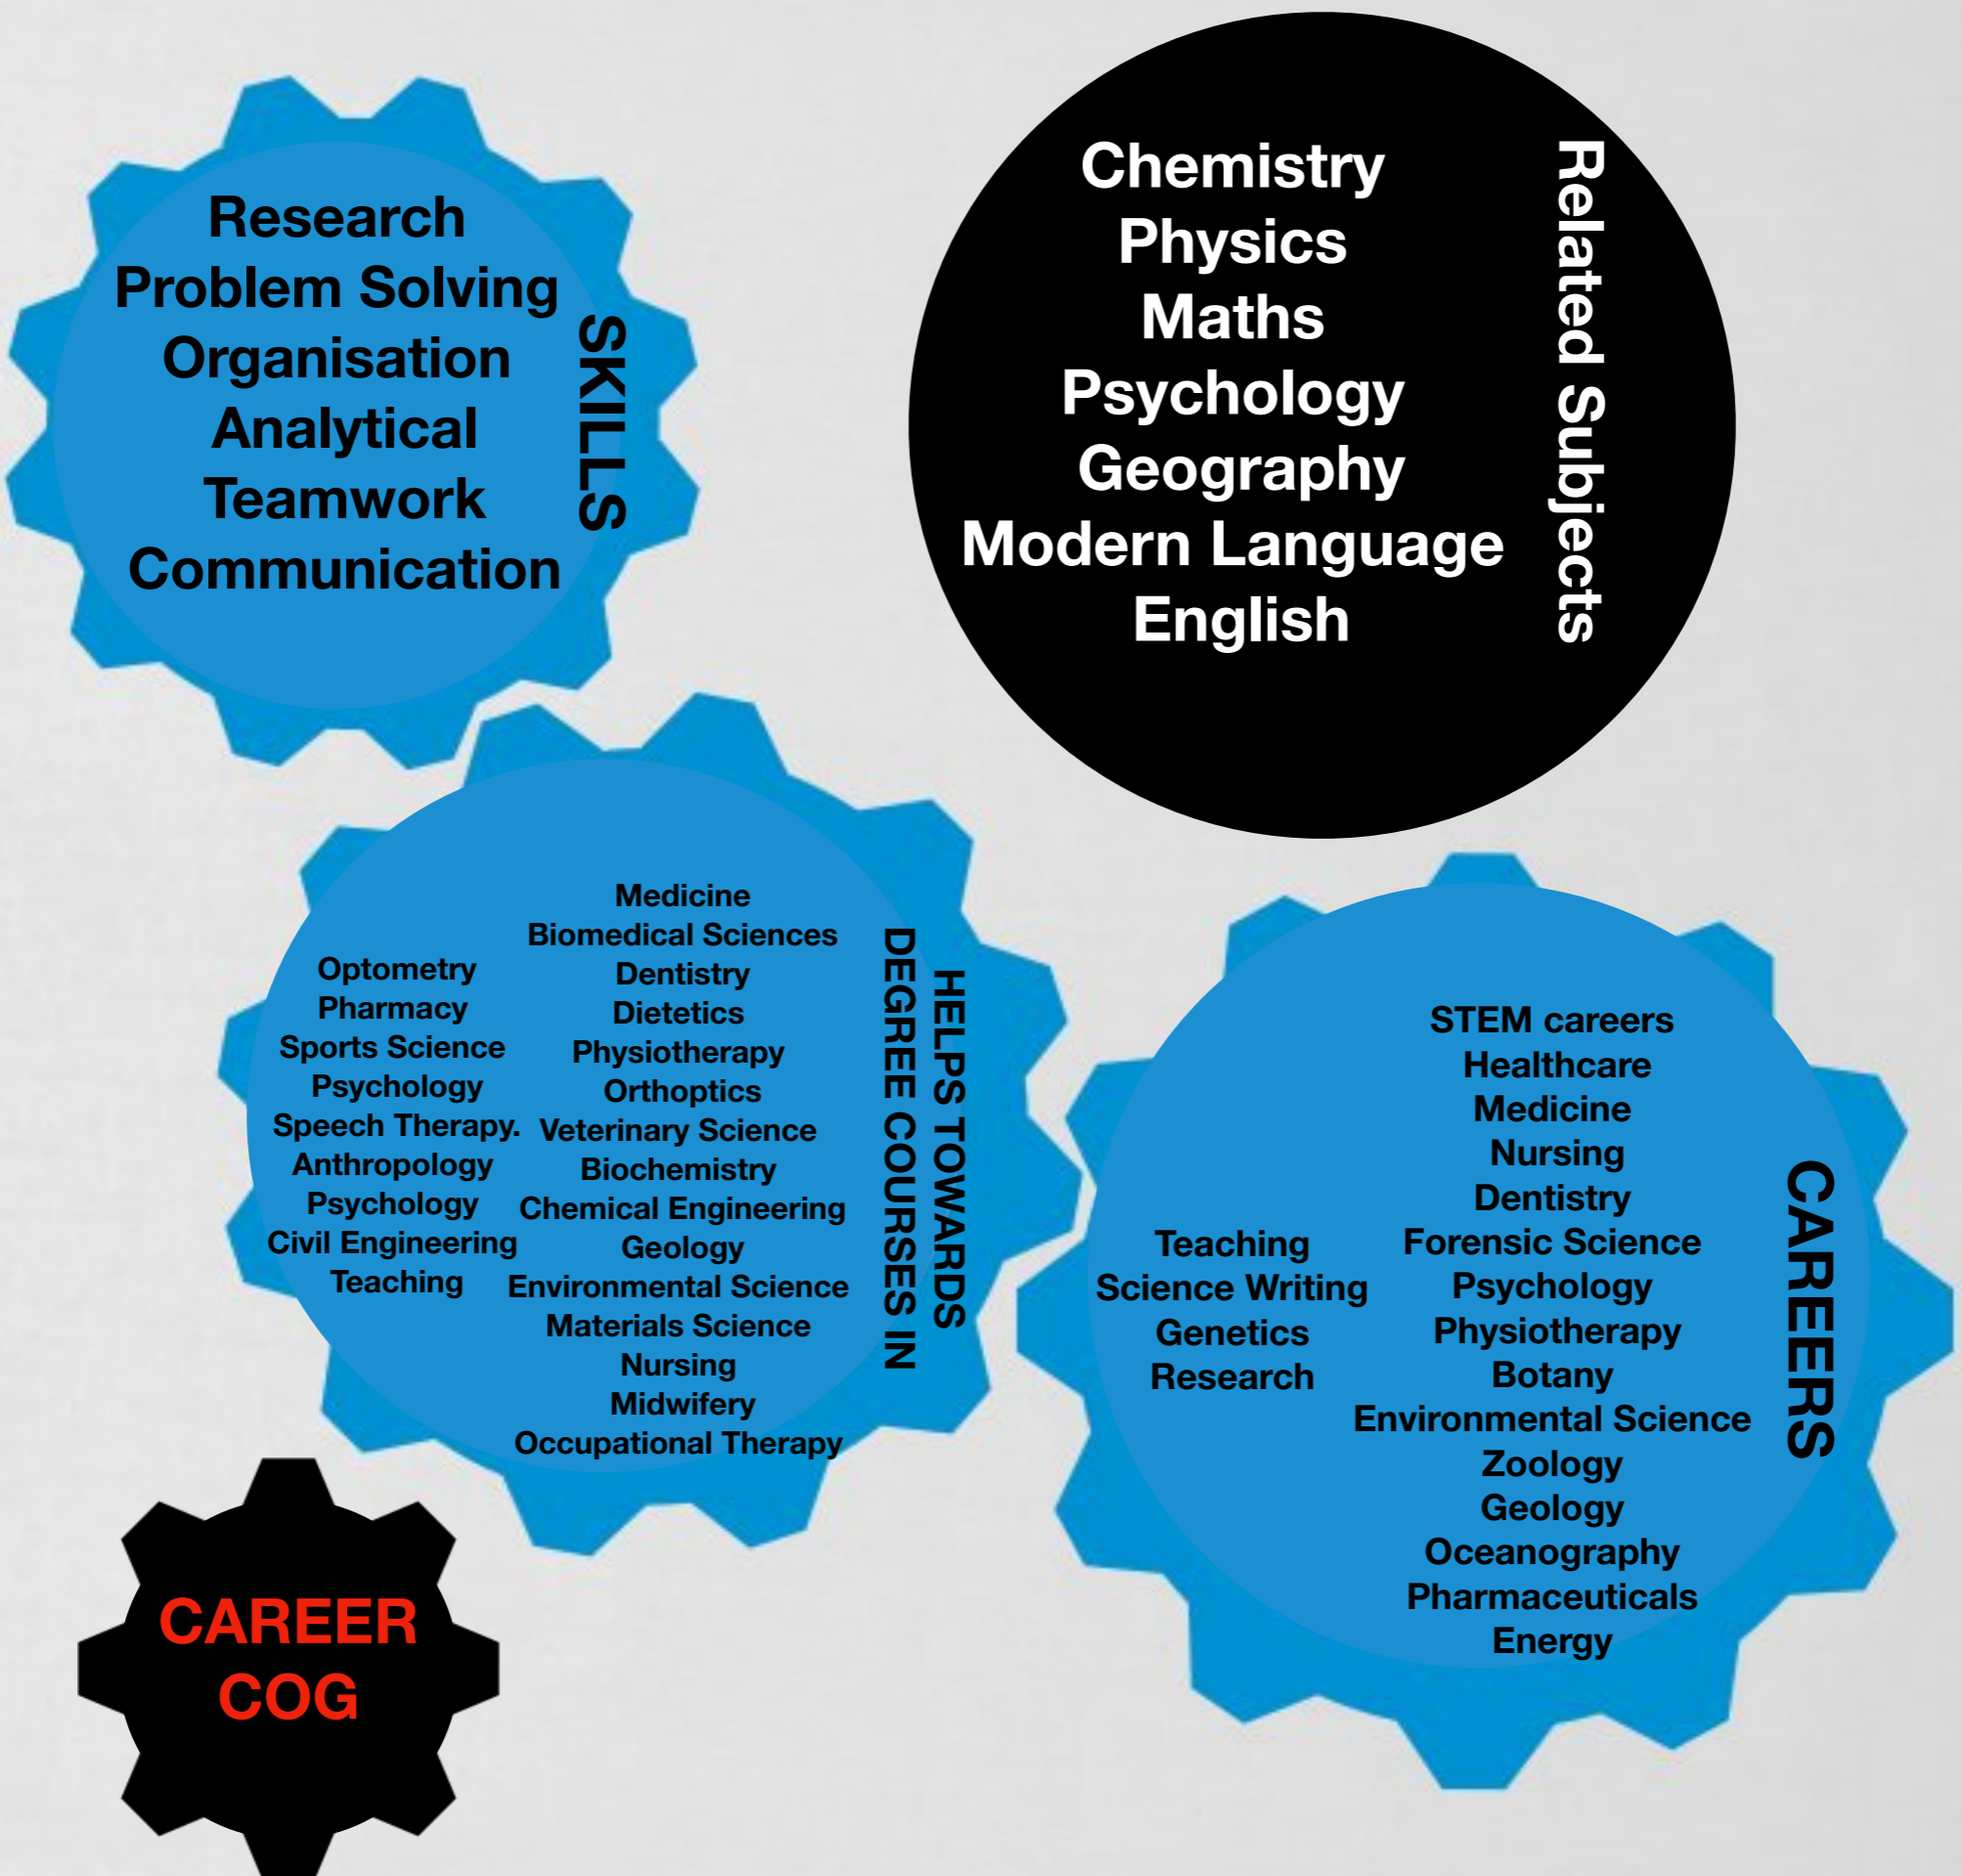 Research
Problem Solving
Organisation
Analytical
Teamwork
Communication
SKILLS
Chemistry
Physics
Maths
Psychology
Geography
Modern Language
English
Related Subjects
Optometry
Pharmacy
Sports Science
Psychology
Speech Therapy.
Anthropology
Psychology
Civil Engineering
Teaching
Medicine
Biomedical Sciences
Dentistry
Dietetics
Physiotherapy
Orthoptics
Veterinary Science
Biochemistry
Chemical Engineering
Geology
Environmental Science
Materials Science
Nursing
Midwifery
Occupational Therapy
HELPS TOWARDS
DEGREE COURSES IN
Teaching
Science Writing
Genetics
Research
STEM careers
Healthcare
Medicine
Nursing
Dentistry
Forensic Science
Psychology
Physiotherapy
Botany
Environmental Science
Zoology
Geology
Oceanography
Pharmaceuticals
Energy
CAREERS
CAREER
COG